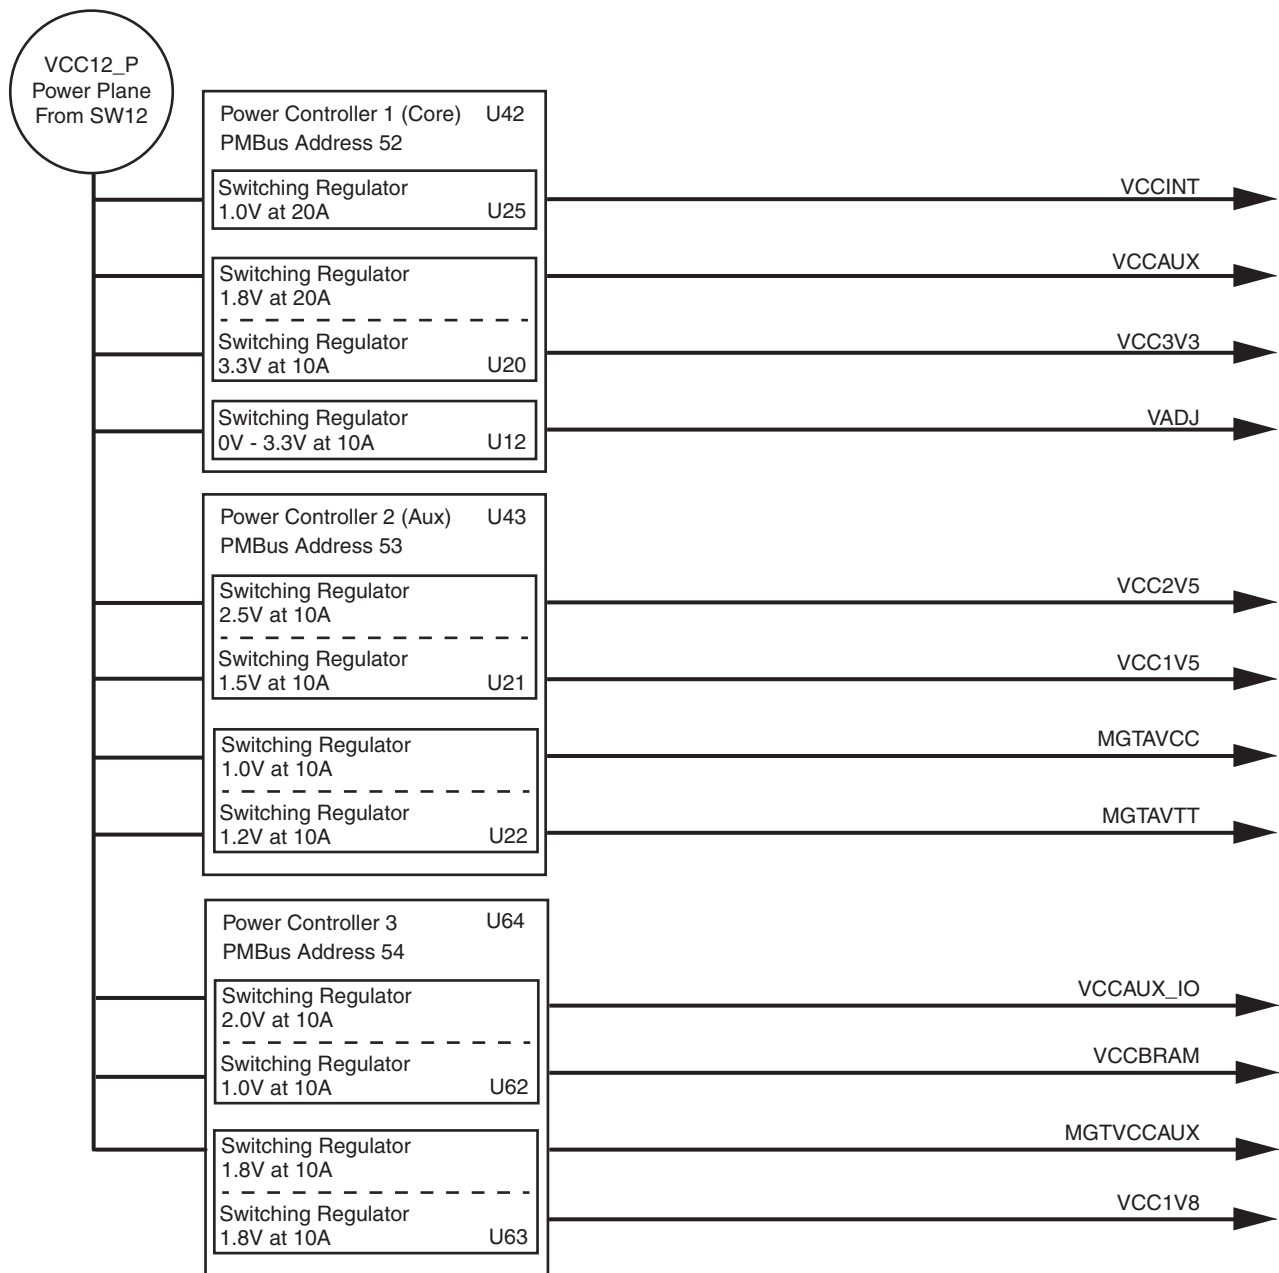 VCC12_P
Power Plane
From SW12
Power Controller 1 (Core) U42
PMBus Address 52
Switching Regulator
1.0V at 20A U25
VCCINT
Switching Regulator
1.8V at 20A
VCCAUX
Switching Regulator
3.3V at 10A U20
VCC3V3
Switching Regulator
0V - 3.3V at 10A U12
VADJ
Power Controller 2 (Aux) U43
PMBus Address 53
Switching Regulator
2.5V at 10A
VCC2V5
Switching Regulator
1.5V at 10A U21
VCC1V5
Switching Regulator
1.0V at 10A
MGTAVCC
Switching Regulator
1.2V at 10A U22
MGTAVTT
Power Controller 3 U64
PMBus Address 54
Switching Regulator
2.0V at 10A
VCCAUX_IO
Switching Regulator
1.0V at 10A U62
VCCBRAM
Switching Regulator
1.8V at 10A
MGTVCCAUX
Switching Regulator
1.8V at 10A U63
VCC1V8